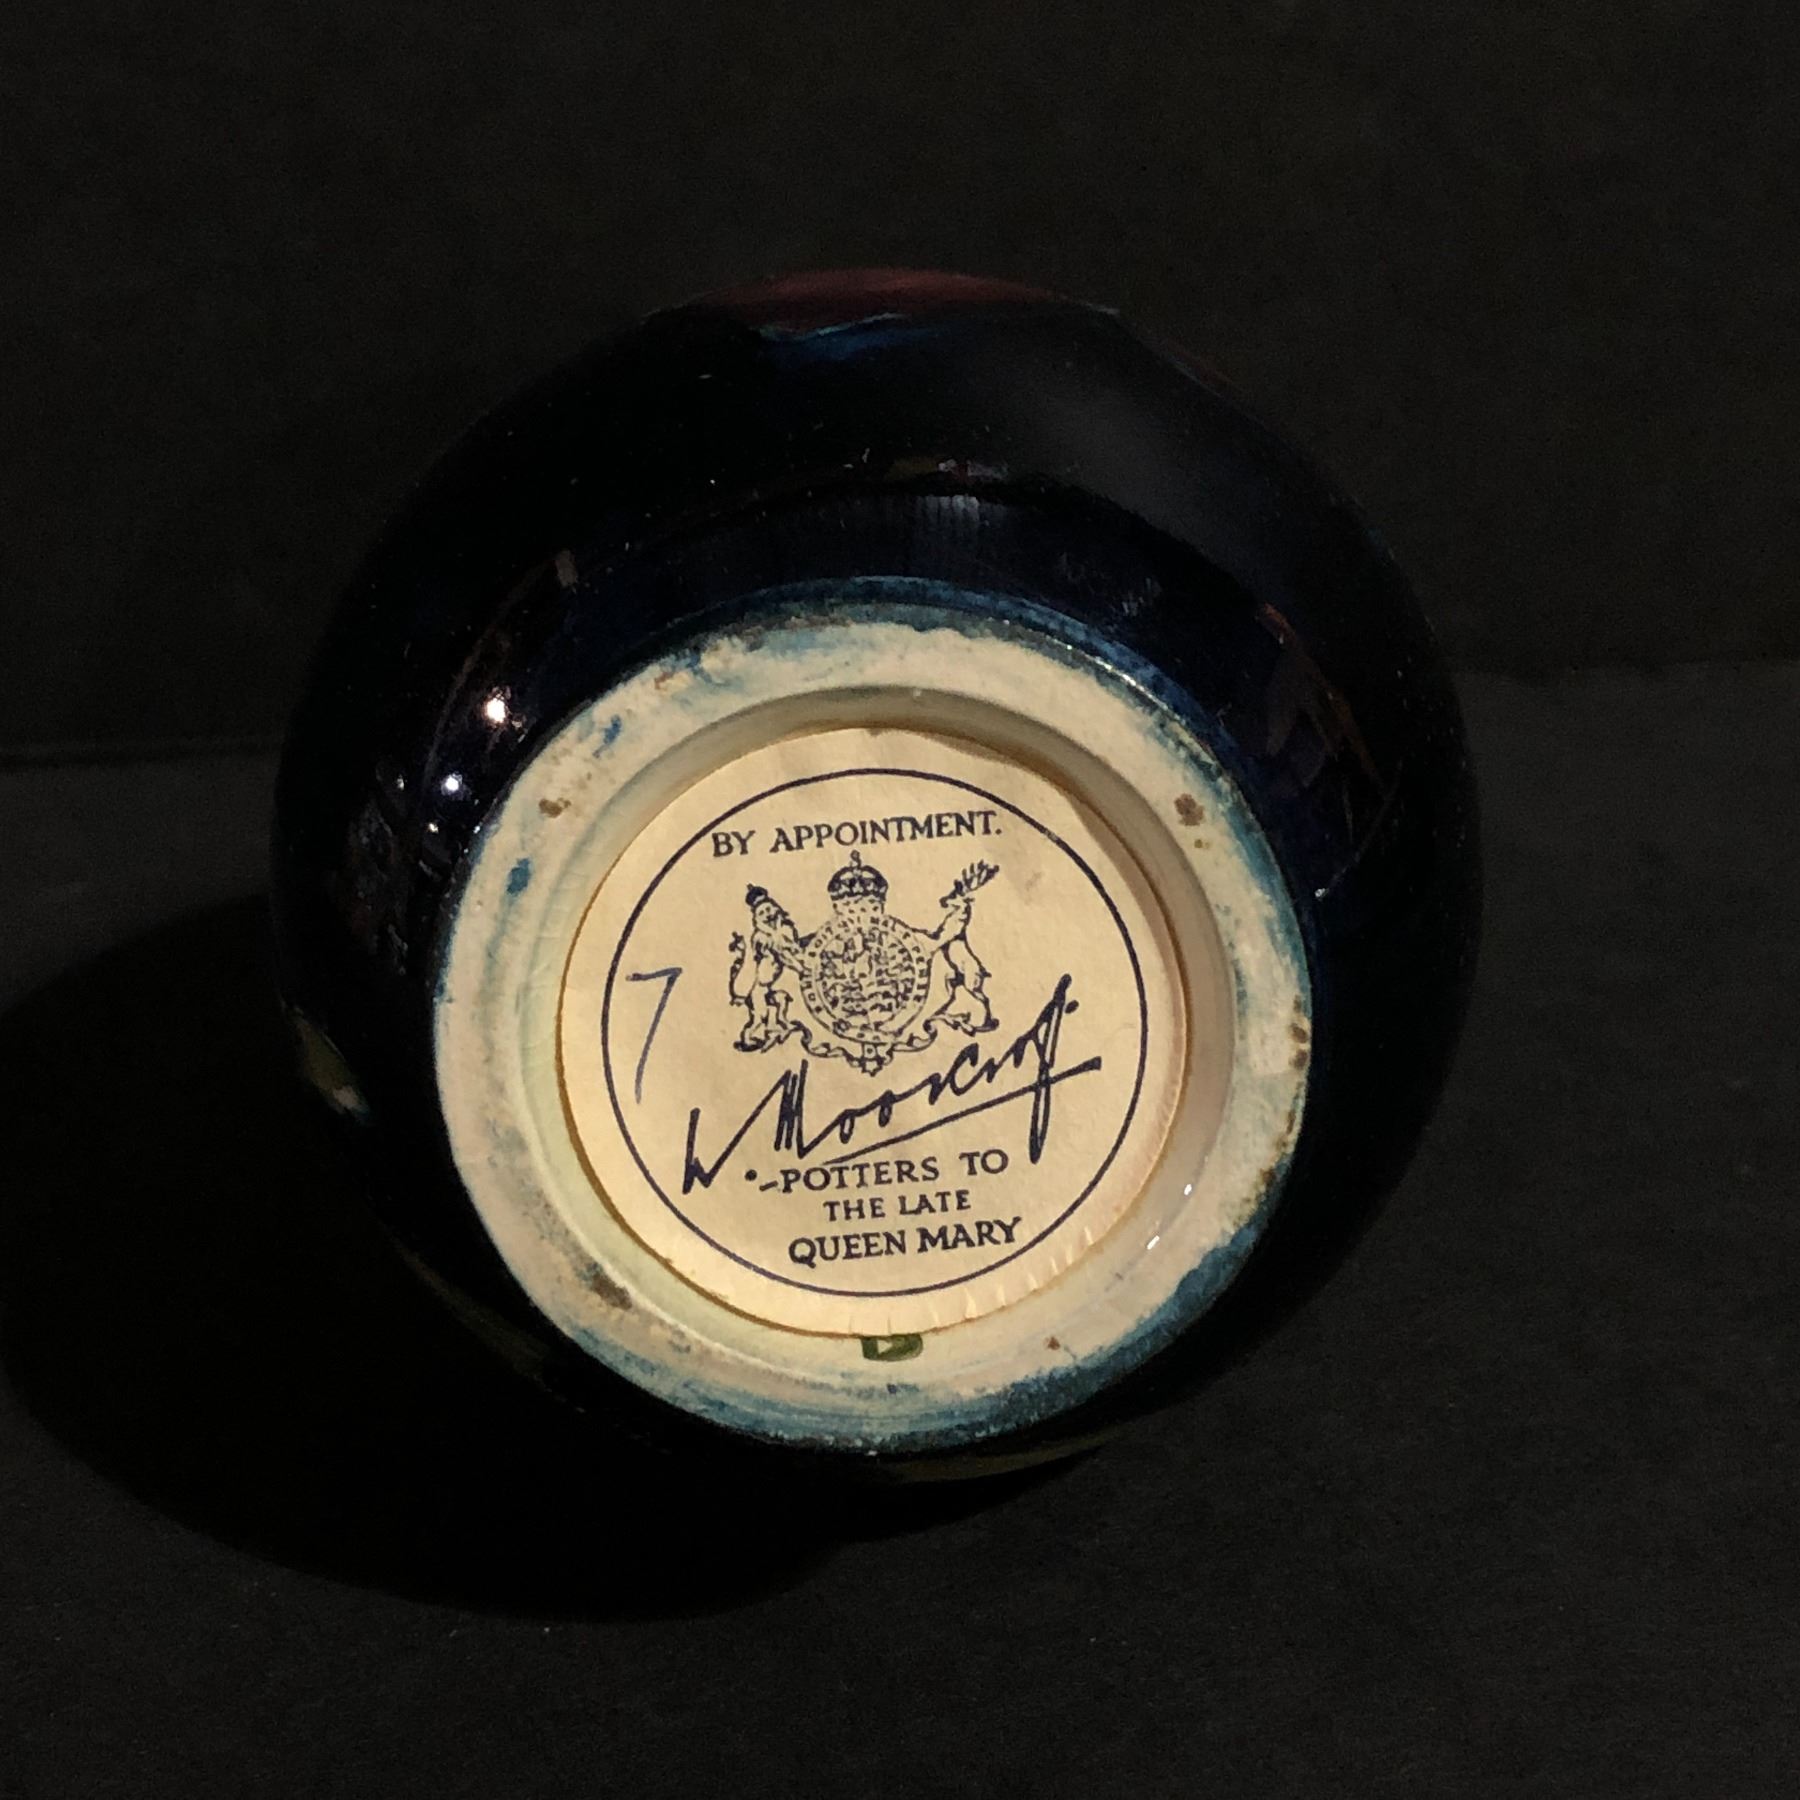 BY APPOINTMENT.
7
W. Moorcroft.
POTTERS TO
THE LATE
QUEEN MARY